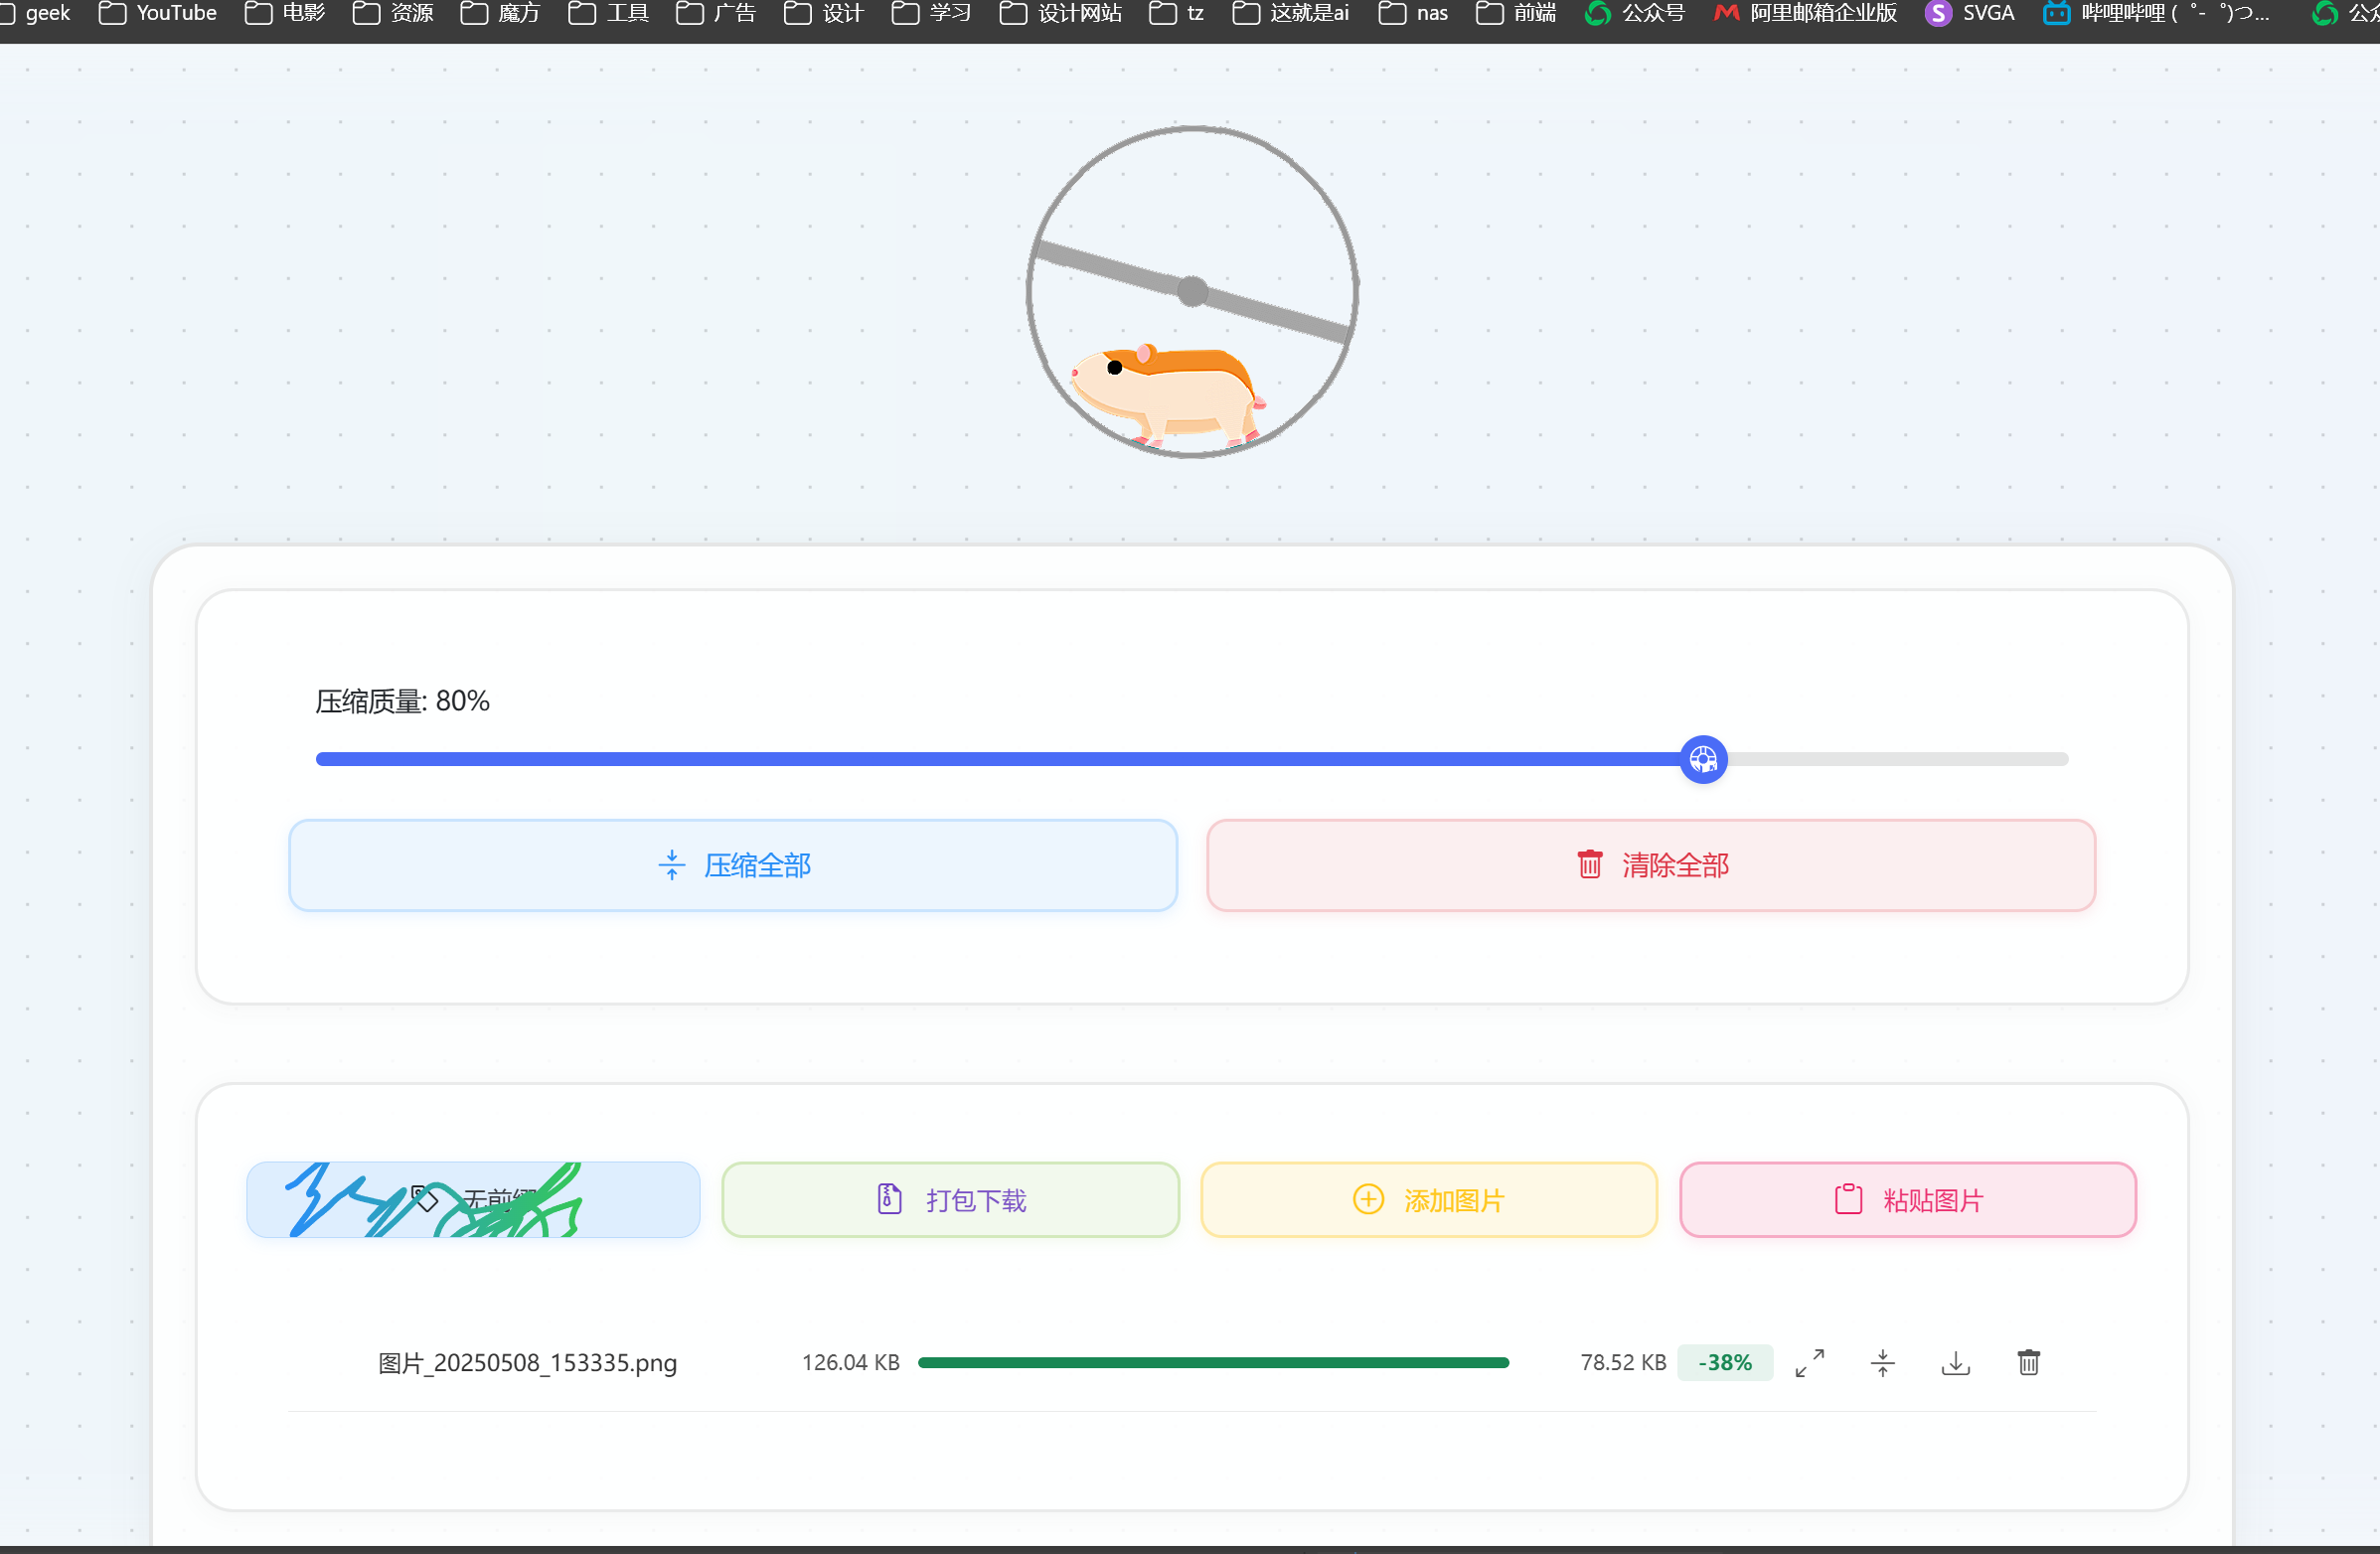 geek YouTube 电影 资源 魔方 工具 广告 设计 学习 设计网站 tz 这就是ai nas 前端 公众号 阿里邮箱企业版 S SVGA 哔哩哔哩 (゜-゜)つ...
压缩质量: 80%
压缩全部 清除全部
无前缀 打包下载 添加图片 粘贴图片
图片_20250508_153335.png 126.04 KB 78.52 KB -38%